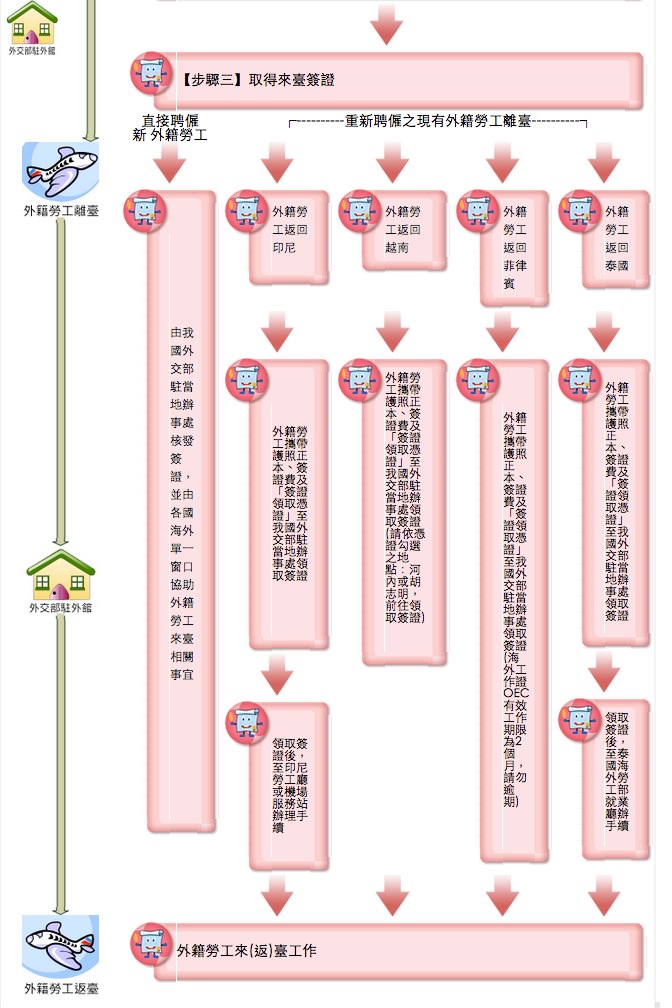 外交部駐外館
【步驟三】取得來臺簽證
直接聘僱
新 外籍勞工
┌----------重新聘僱之現有外籍勞工離臺----------┐
外籍勞工離臺
由我
國外
交部
駐當
地辦
事處
核發
簽
證，
並由
各國
海外
單一
窗口
協助
外籍
勞工
來臺
相關
事宜
外籍勞
工返回
印尼
外籍勞
工返回
越南
外籍
勞工
返回
菲律
賓
外籍
勞工
返回
泰國
外籍勞
工攜帶
護照正
本、簽
證費及
「簽證
領取憑
證」至
我國外
交部駐
當地辦
事處領
取簽證
外籍勞
工攜帶
護照正
本、簽
證費及
「簽證
領取憑
證」至
我國外
交部駐
當地辦
事處領
取簽證
(請依憑
證勾選
之地
點：河
內或胡
志明，
前往領
取簽證)
外籍
勞工
攜帶
護照
正
本、
簽證
費及
「簽
證領
取憑
證」
至我
國外
交部
駐當
地辦
事處
領取
簽證
(海
外工
作證
OEC
有效
工作
期限
為2
個
月，
請勿
逾
期)
外籍
勞工
攜帶
護照
正
本、
簽證
費及
「簽
證領
取憑
證」
至我
國外
交部
駐當
地辦
事處
領取
簽證
外交部駐外館
領取簽
證後，
至印尼
勞工廳
或機場
服務站
辦理手
續
領取
簽證
後，
至泰
國海
外勞
工部
就業
廳辦
手續
外籍勞工來(返)臺工作
外籍勞工返臺